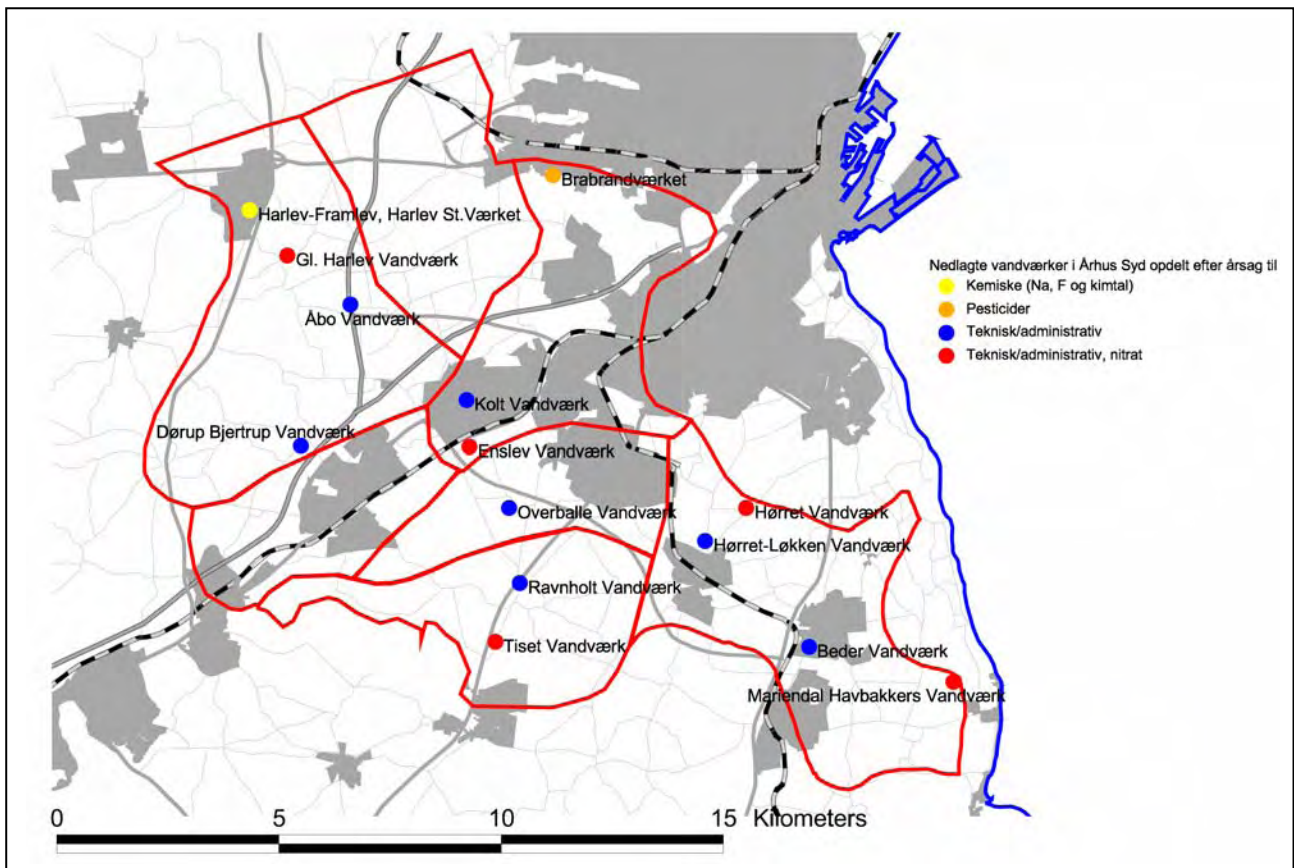 Brabrandværket
Harlev-Framlev, Harlev St.Værket
Gl. Harlev Vandværk
Åbo Vandværk
Nedlagte vandværker i Århus Syd opdelt efter årsag til
Kemiske (Na, F og kimtal)
Pesticider
Teknisk/administrativ
Teknisk/administrativ, nitrat
Kolt Vandværk
Dørup Bjertrup Vandværk
Enslev Vandværk
Overballe Vandværk
Hørret Vandværk
Hørret-Løkken Vandværk
Ravnholt Vandværk
Tiset Vandværk
Beder Vandværk
Mariendal Havbakkers Vandværk
0 5 10 15 Kilometers